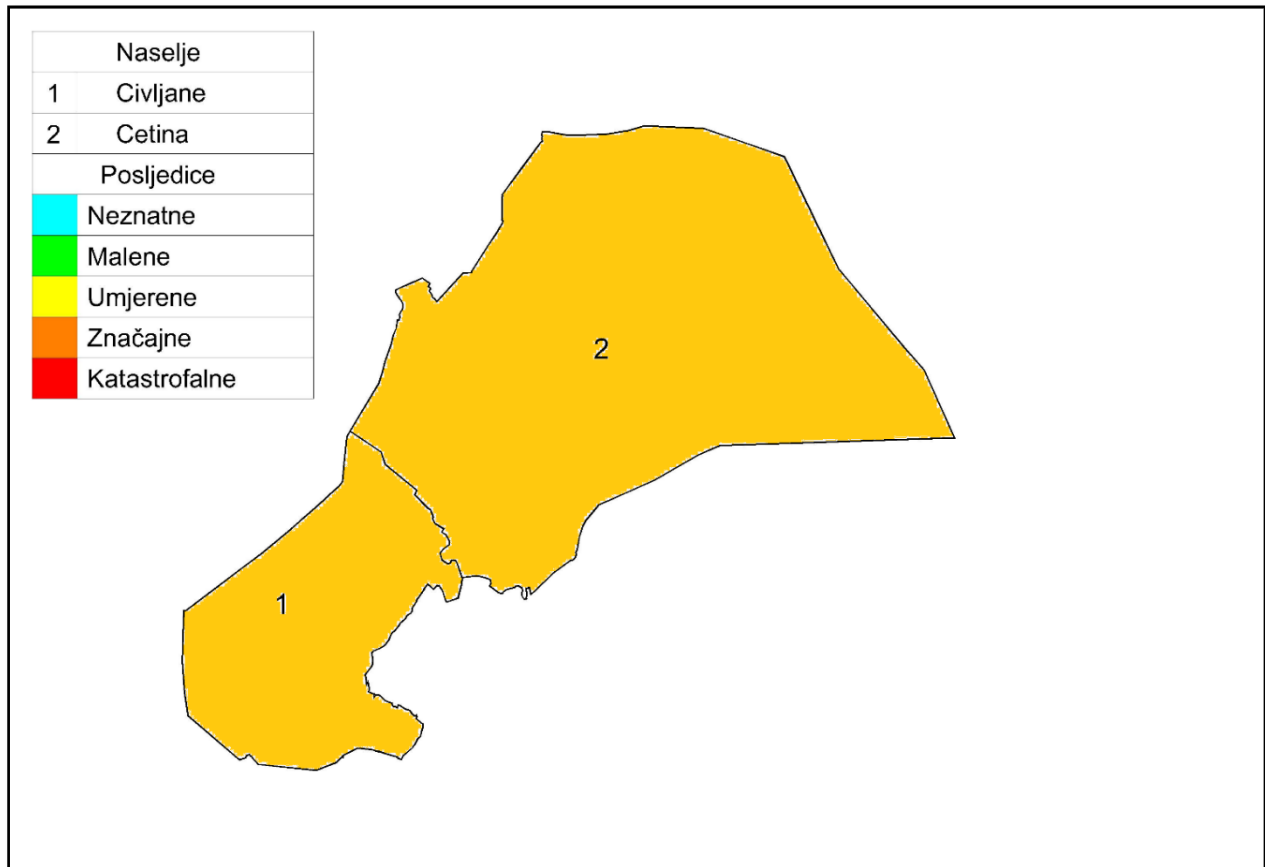 Naselje
1 Civljane
2 Cetina
Posljedice
Neznatne
Malene
Umjerene
Značajne
Katastrofalne
2
1